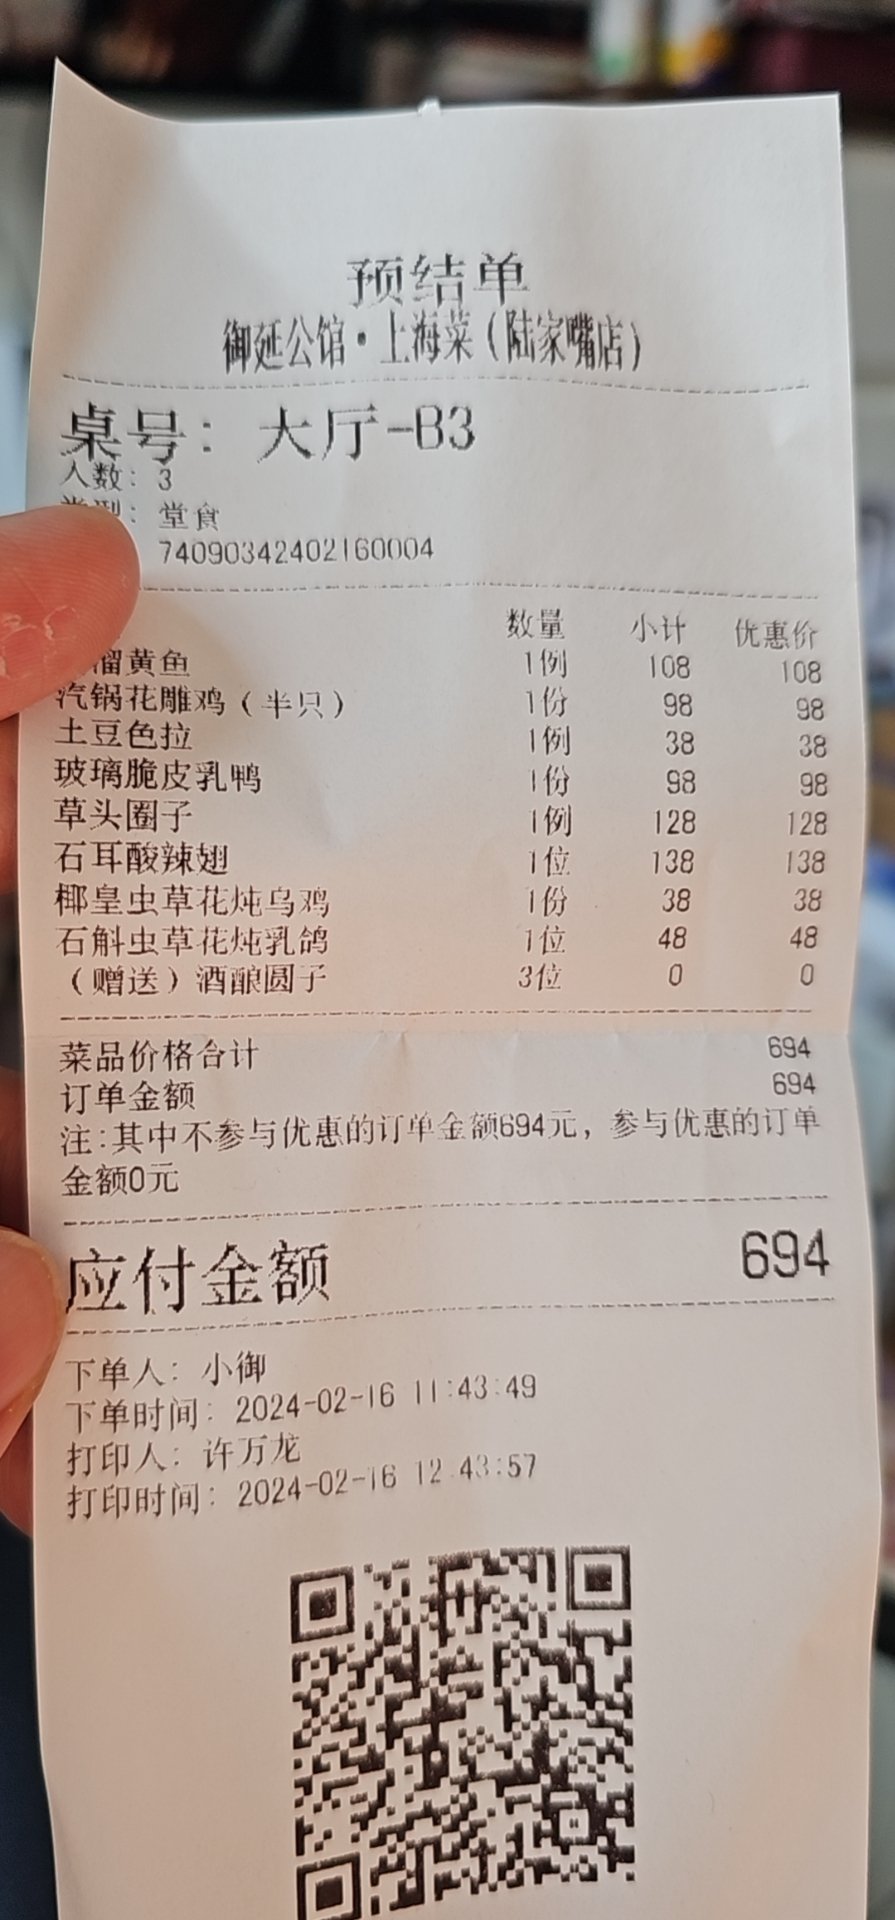 预结单
御延公馆·上海菜(陆家嘴店)
桌号: 大厅-B3
人数: 3
类型: 堂食
74090342402160004
数量 小计 优惠价
溜黄鱼 1例 108 108
汽锅花雕鸡(半只) 1份 98 98
土豆色拉 1例 38 38
玻璃脆皮乳鸭 1份 98 98
草头圈子 1例 128 128
石耳酸辣翅 1位 138 138
椰皇虫草花炖乌鸡 1份 38 38
石斛虫草花炖乳鸽 1位 48 48
(赠送)酒酿圆子 3位 0 0
菜品价格合计 694
订单金额 694
注:其中不参与优惠的订单金额694元, 参与优惠的订单
金额0元
应付金额 694
下单人: 小御
下单时间: 2024-02-16 11:43:49
打印人: 许万龙
打印时间: 2024-02-16 12:43:57